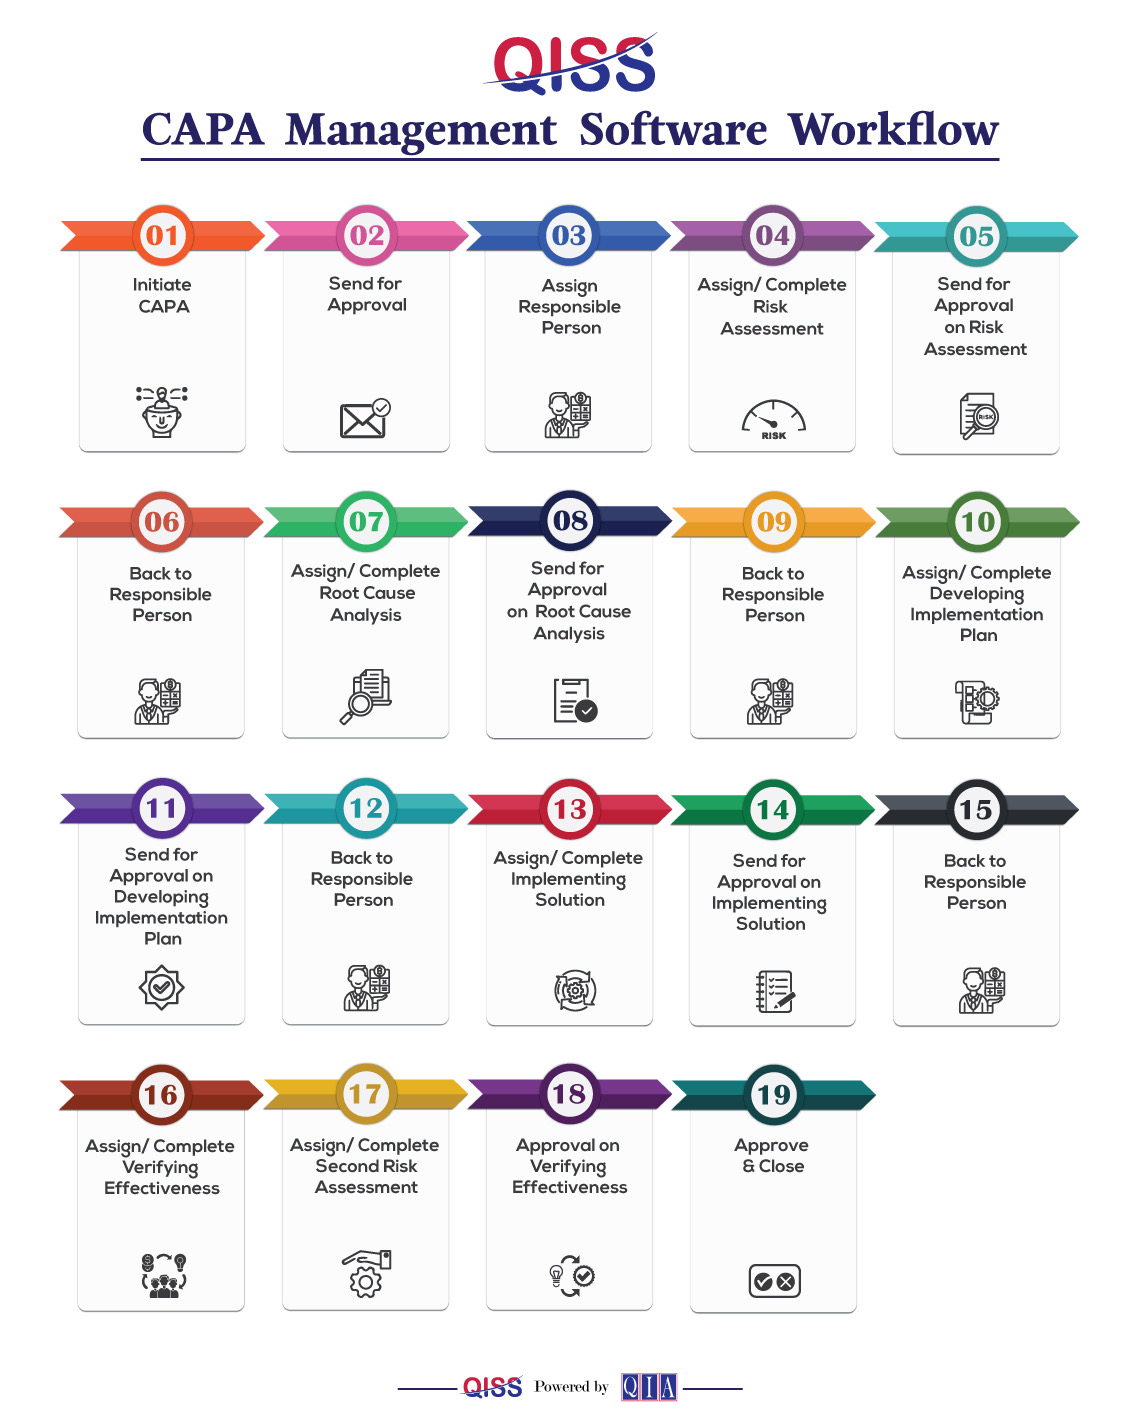 QISS
CAPA Management Software Workflow
01
Initiate
CAPA
02
Send for
Approval
03
Assign
Responsible
Person
04
Assign/ Complete
Risk
Assessment
RISK
05
Send for
Approval
on Risk
Assessment
RISK
06
Back to
Responsible
Person
07
Assign/ Complete
Root Cause
Analysis
08
Send for
Approval
on Root Cause
Analysis
09
Back to
Responsible
Person
10
Assign/ Complete
Developing
Implementation
Plan
11
Send for
Approval on
Developing
Implementation
Plan
12
Back to
Responsible
Person
13
Assign/ Complete
Implementing
Solution
14
Send for
Approval on
Implementing
Solution
15
Back to
Responsible
Person
16
Assign/ Complete
Verifying
Effectiveness
17
Assign/ Complete
Second Risk
Assessment
18
Approval on
Verifying
Effectiveness
19
Approve
& Close
QISS Powered by QIA